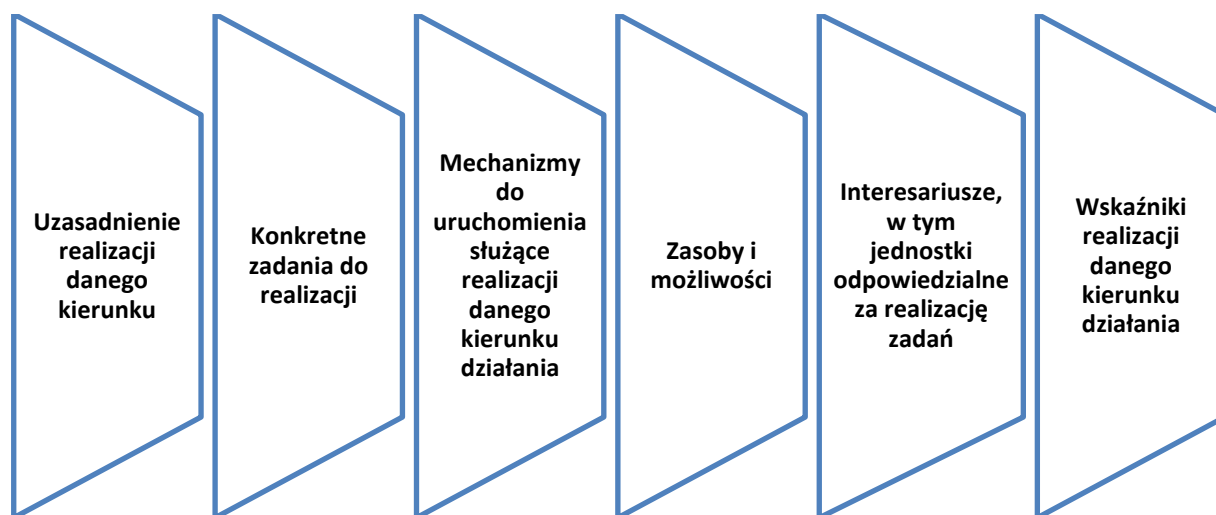 Uzasadnienie
realizacji
danego
kierunku
Konkretne
zadania do
realizacji
Mechanizmy
do
uruchomienia
służące
realizacji
danego
kierunku
działania
Zasoby i
możliwości
Interesariusze,
w tym
jednostki
odpowiedzialne
za realizację
zadań
Wskaźniki
realizacji
danego
kierunku
działania